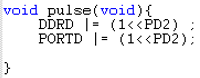 void pulse(void){
DDRD |= (1<<PD2) ;
PORTD |= (1<<PD2);
}